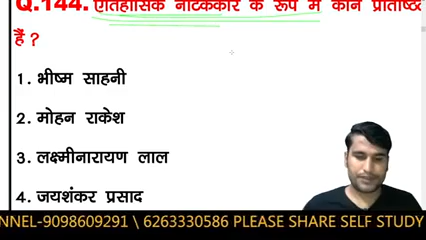 Q.144. ऐतिहासिक नाटककार के रूप में कौन प्रतिष्ठित
हैं ?
1. भीष्म साहनी
2. मोहन राकेश
3. लक्ष्मीनारायण लाल
4. जयशंकर प्रसाद
NNEL-9098609291 \ 6263330586 PLEASE SHARE SELF STUDY